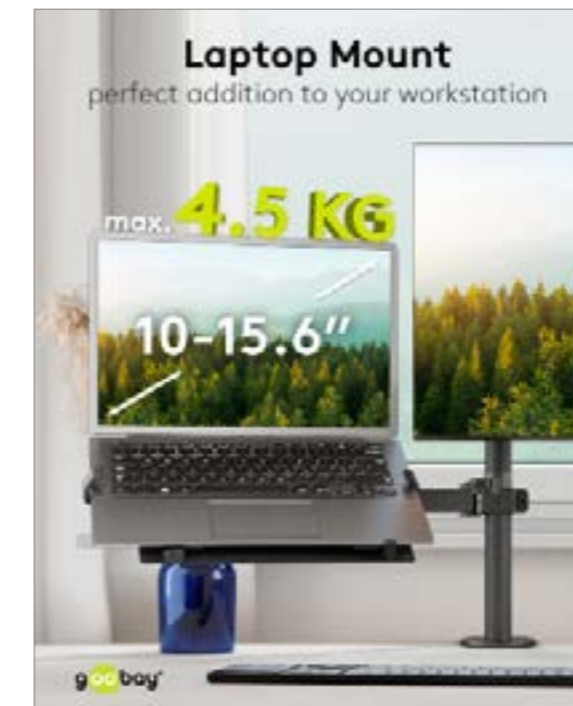 Laptop Mount
perfect addition to your workstation
max. 4.5 KG
10-15.6"
goobay